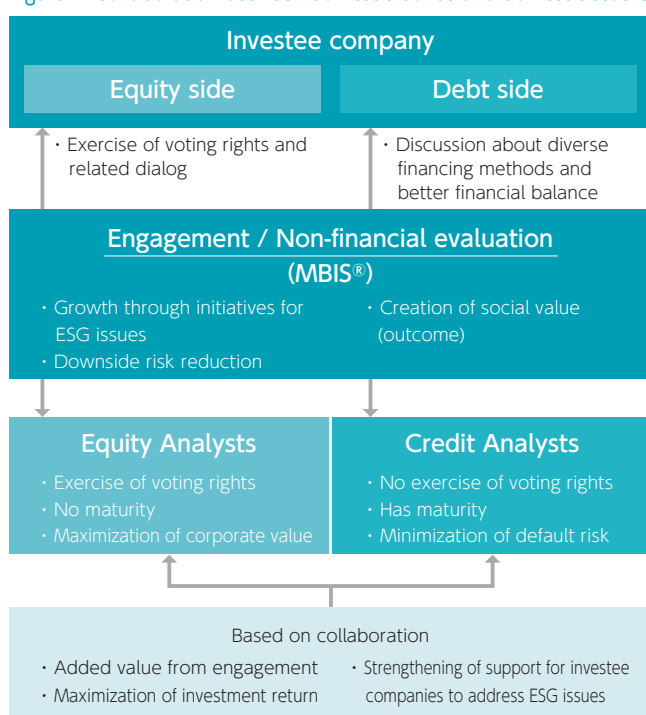 Investee company
Equity side
Debt side
・Exercise of voting rights and
related dialog
・Discussion about diverse
financing methods and
better financial balance
Engagement / Non-financial evaluation
(MBIS®)
・Growth through initiatives for
ESG issues
・Downside risk reduction
・Creation of social value
(outcome)
Equity Analysts
・Exercise of voting rights
・No maturity
・Maximization of corporate value
Credit Analysts
・No exercise of voting rights
・Has maturity
・Minimization of default risk
Based on collaboration
・Added value from engagement
・Maximization of investment return
・Strengthening of support for investee
companies to address ESG issues